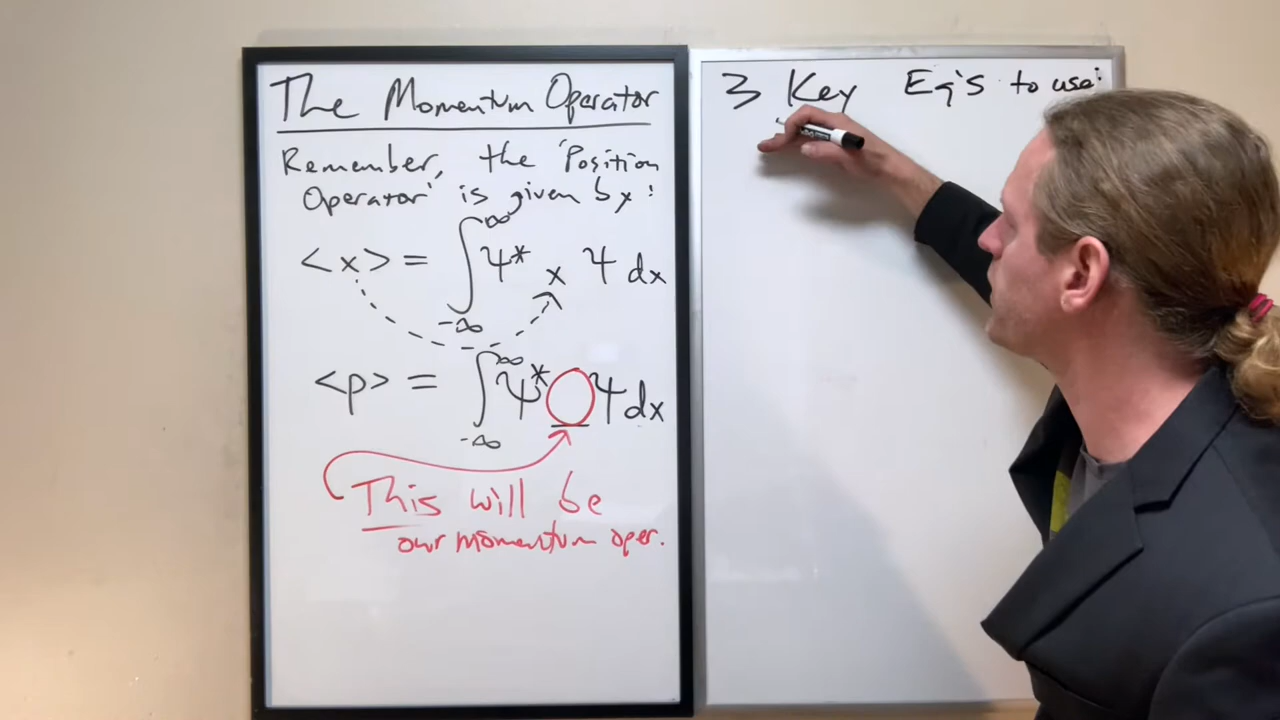 The Momentum Operator
Remember, the 'Position
Operator' is given by:
<x> = ∫_{-∞}^{∞} Ψ* x Ψ dx
<p> = ∫_{-∞}^{∞} Ψ* Ψ dx
This will be
our momentum oper.
3 Key Eq's to use: